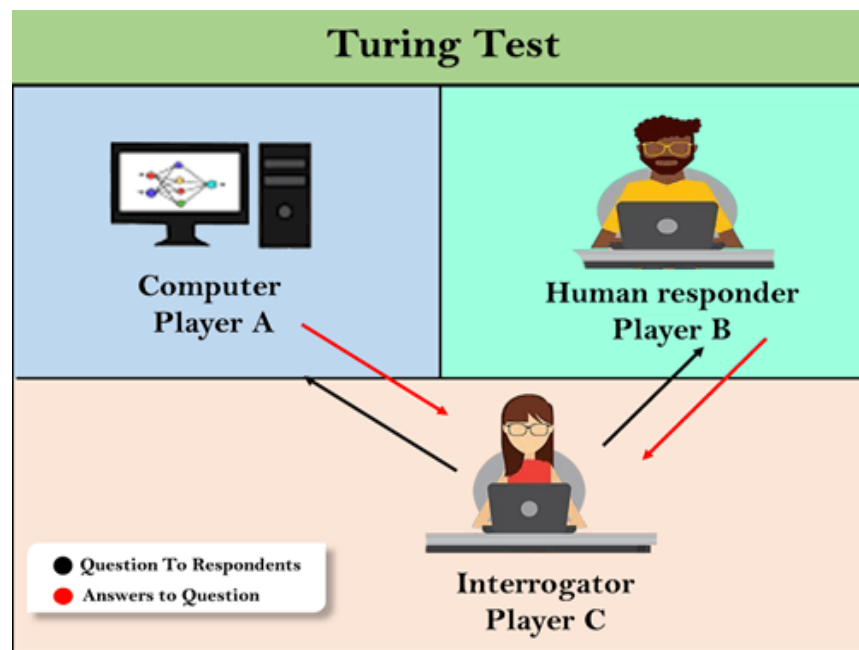 Turing Test
Computer
Player A
Human responder
Player B
Question To Respondents
Answers to Question
Interrogator
Player C